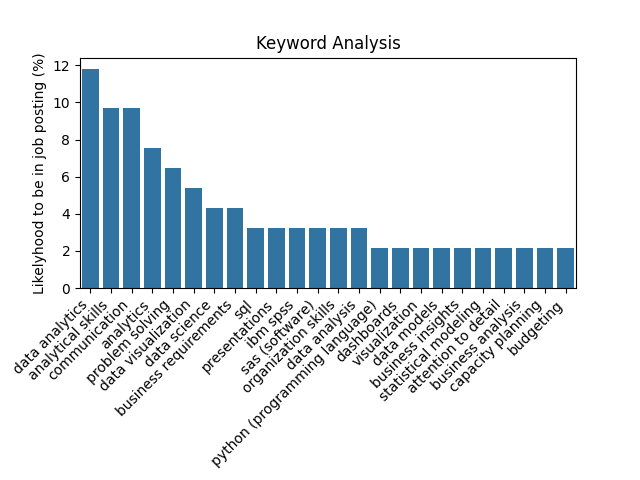 Keyword Analysis
Likelyhood to be in job posting (%)
12
10
8
6
4
2
0
data analytics
analytical skills
communication
analytics
problem solving
data visualization
data science
business requirements
sql
presentations
ibm spss
sas (software)
organization skills
data analysis
python (programming language)
dashboards
visualization
data models
business insights
statistical modeling
attention to detail
business analysis
capacity planning
budgeting